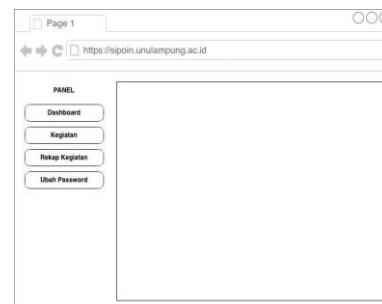 Page 1
https://sipoin.unulampung.ac.id
PANEL
Dashboard
Kegiatan
Rekap Kegiatan
Ubah Password